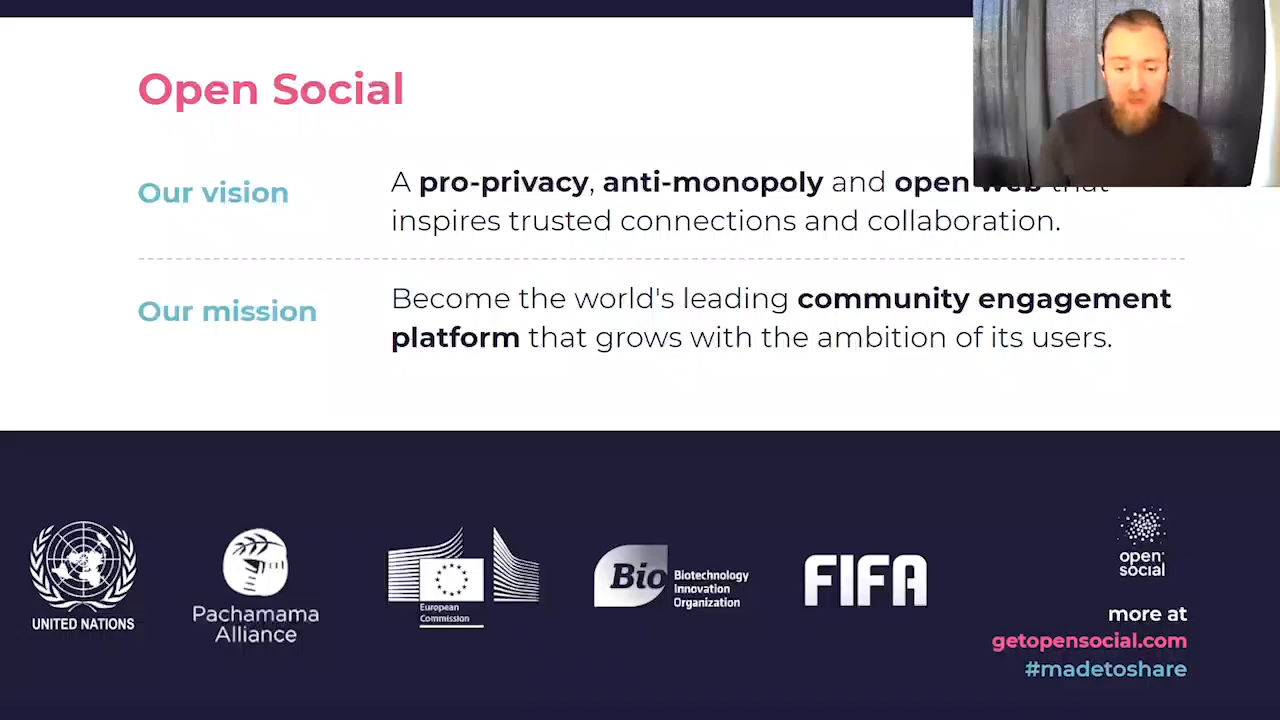 Open Social
Our vision
A pro-privacy, anti-monopoly and open web that
inspires trusted connections and collaboration.
Our mission
Become the world's leading community engagement
platform that grows with the ambition of its users.
UNITED NATIONS
Pachamama
Alliance
European
Commission
Bio
Biotechnology
Innovation
Organization
FIFA
open
social
more at
getopensocial.com
#madetoshare